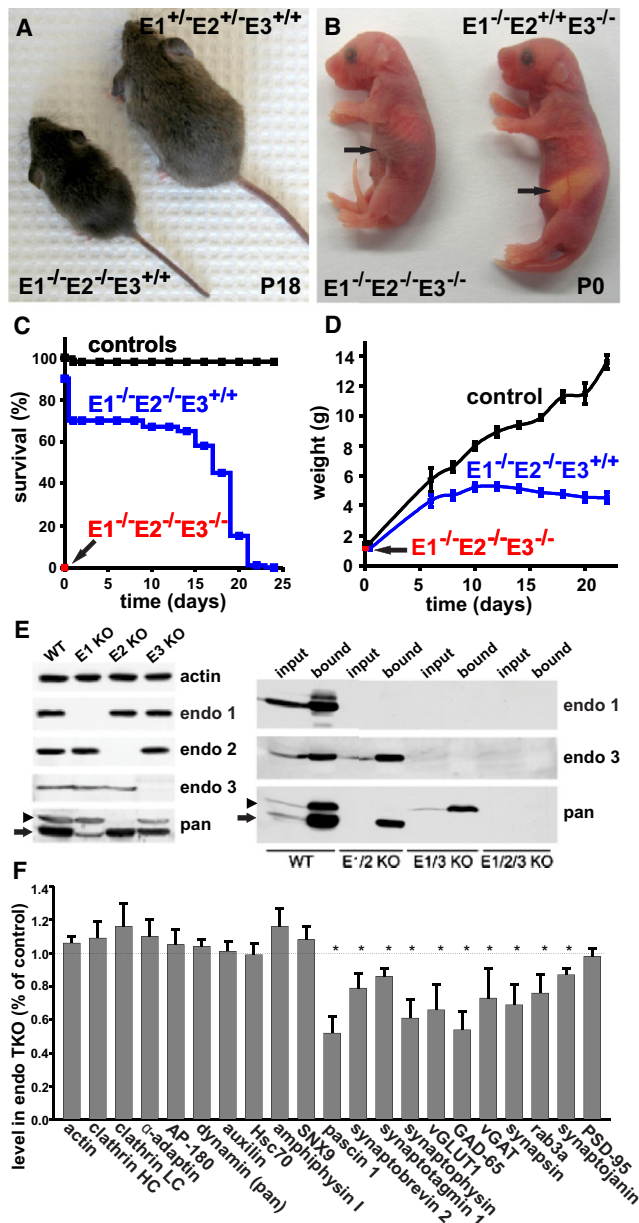 A
E1+/-E2+/-E3+/+
E1-/-E2-/-E3+/+
P18
B
E1-/-E2+/+E3-/-
E1-/-E2-/-E3-/-
P0
C
controls
E1-/-E2-/-E3+/+
E1-/-E2-/-E3-/-
survival (%)
100
80
60
40
20
0
0 5 10 15 20 25
time (days)
D
control
E1-/-E2-/-E3+/+
E1-/-E2-/-E3-/-
weight (g)
14
12
10
8
6
4
2
0
0 5 10 15 20
time (days)
E
WT E1 KO E2 KO E3 KO
actin
endo 1
endo 2
endo 3
pan
input bound input bound input bound input bound
endo 1
endo 3
pan
WT E1/2 KO E1/3 KO E1/2/3 KO
F
level in endo TKO (% of control)
1.4
1.2
1.0
0.8
0.6
0.4
0.2
0.0
* * * * * * * * * *
actin
clathrin HC
clathrin LC
α-adaptin
AP-180
dynamin (pan)
auxilin
Hsc70
amphiphysin I
SNX9
pascin 1
synaptobrevin 2
synaptotagmin 1
synaptophysin
vGLUT1
GAD-65
vGAT
synapsin
rab3a
synaptojanin
PSD-95